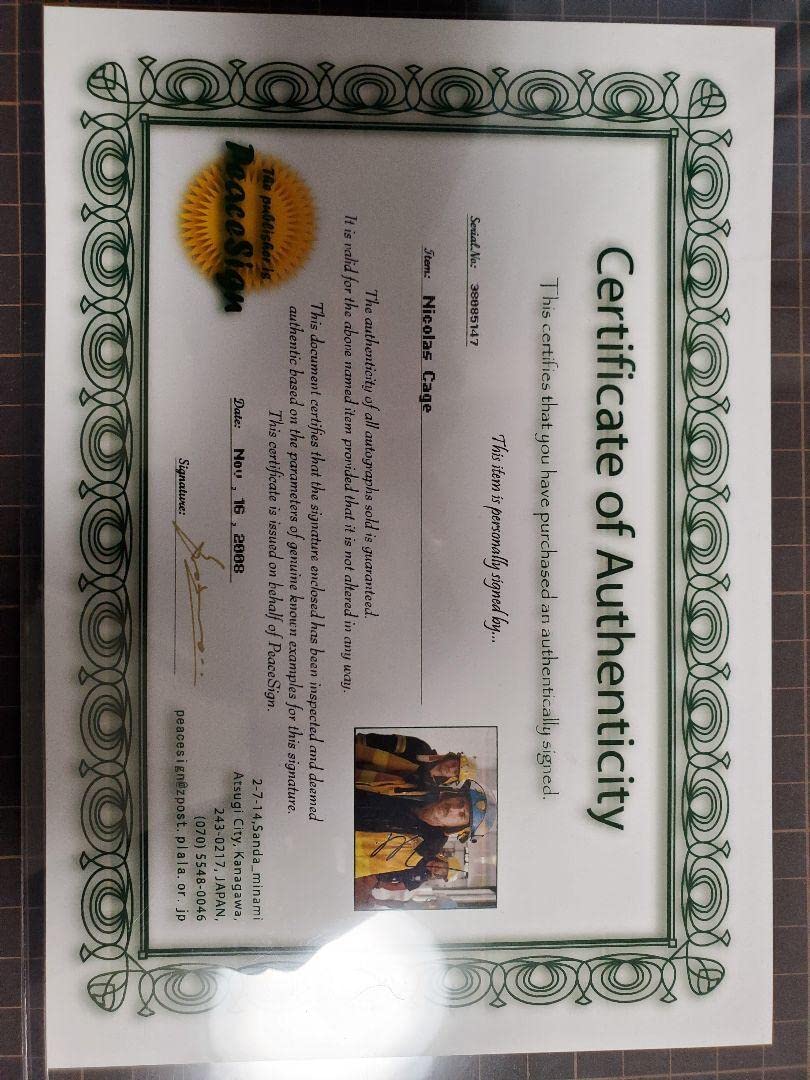 Certificate of Authenticity
This certifies that you have purchased an authentically signed.
Serial.No: 38085147
This item is personally signed by...
Item: Nicolas Cage
The authenticity of all autographs sold is guaranteed.
It is valid for the above named item provided that it is not altered in any way.
This document certifies that the signature enclosed has been inspected and deemed
authentic based on the parameters of genuine known examples for this signature.
This certificate is issued on behalf of PeaceSign.
The publisher is
PeaceSign
Date: Nov , 16 , 2008
Signature:
2-7-14,Sanda_minami
Atsugi City, Kanagawa,
243-0217, JAPAN,
(070) 5548-0046
peacesign@zpost.plala.or.jp